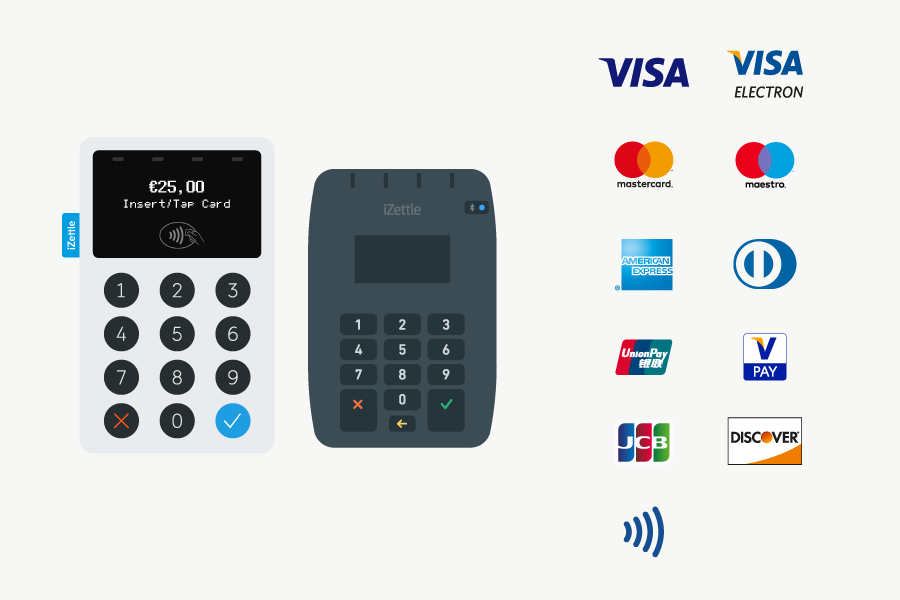 €25,00
Insert/Tap Card
iZettle
1 2 3
4 5 6
7 8 9
0
iZettle
1 2 3
4 5 6
7 8 9
0
VISA
VISA
ELECTRON
mastercard.
maestro.
AMERICAN
EXPRESS
®
UnionPay
银联
V
PAY
JCB
DISCOVER®